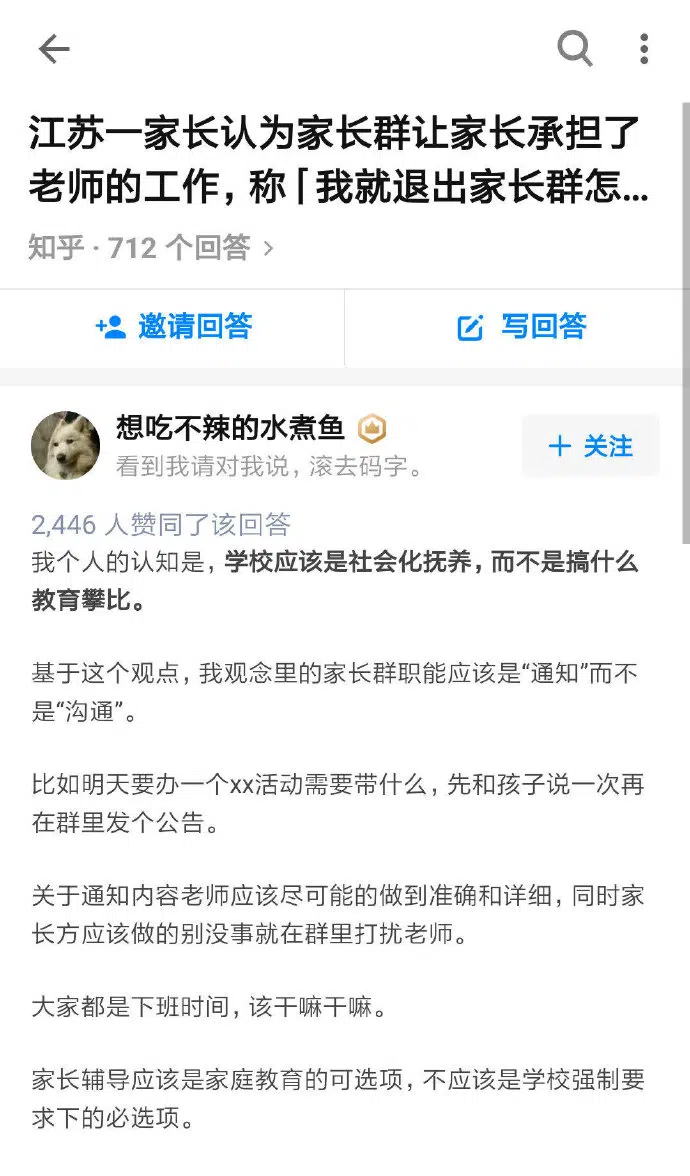 江苏一家长认为家长群让家长承担了
老师的工作，称「我就退出家长群怎...
知乎 · 712 个回答 >
邀请回答
写回答
想吃不辣的水煮鱼
看到我请对我说，滚去码字。
+ 关注
2,446 人赞同了该回答
我个人的认知是，学校应该是社会化抚养，而不是搞什么
教育攀比。
基于这个观点，我观念里的家长群职能应该是“通知”而不
是“沟通”。
比如明天要办一个xx活动需要带什么，先和孩子说一次再
在群里发个公告。
关于通知内容老师应该尽可能的做到准确和详细，同时家
长方应该做的别没事就在群里打扰老师。
大家都是下班时间，该干嘛干嘛。
家长辅导应该是家庭教育的可选项，不应该是学校强制要
求下的必选项。